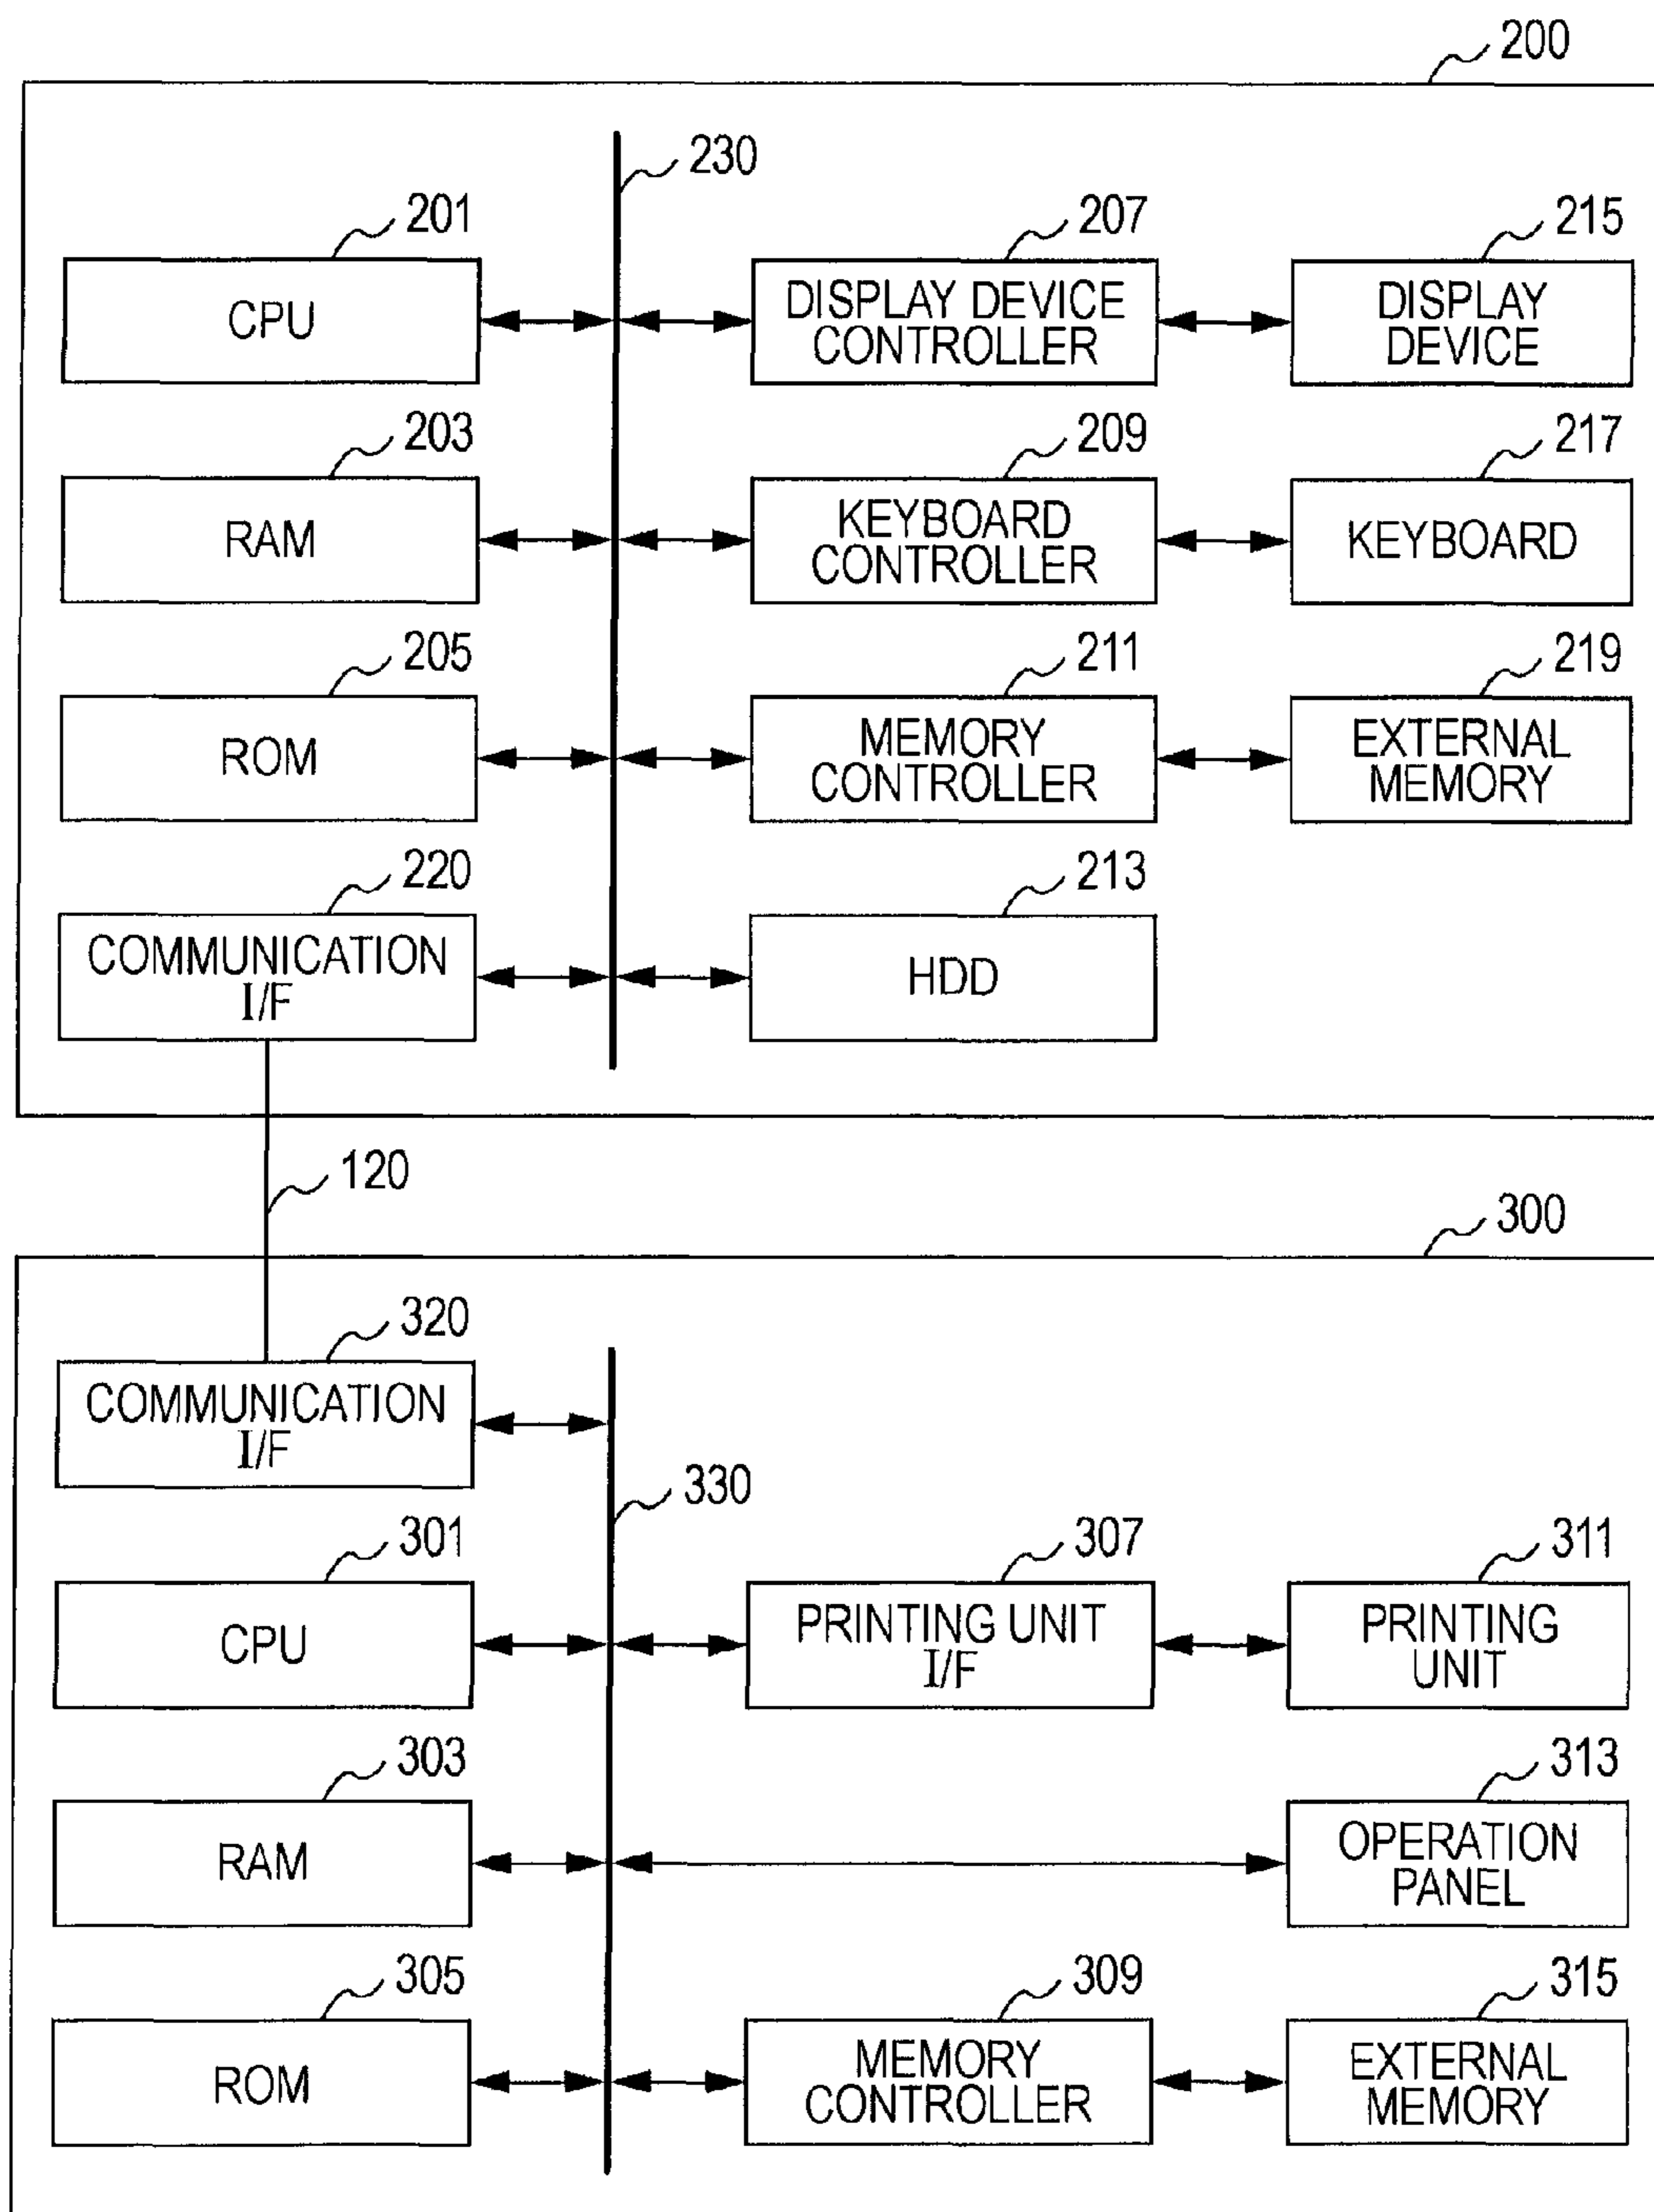 200
230
201
207
215
CPU
DISPLAY DEVICE
CONTROLLER
DISPLAY
DEVICE
203
209
217
RAM
KEYBOARD
CONTROLLER
KEYBOARD
205
211
219
ROM
MEMORY
CONTROLLER
EXTERNAL
MEMORY
220
213
COMMUNICATION
I/F
HDD
120
300
320
COMMUNICATION
I/F
330
301
307
311
CPU
PRINTING UNIT
I/F
PRINTING
UNIT
303
313
RAM
OPERATION
PANEL
305
309
315
ROM
MEMORY
CONTROLLER
EXTERNAL
MEMORY